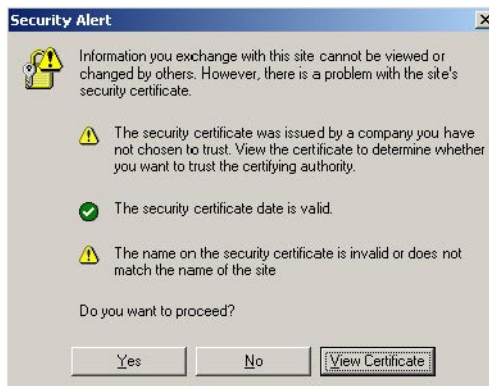 Security Alert
Information you exchange with this site cannot be viewed or
changed by others. However, there is a problem with the site's
security certificate.
The security certificate was issued by a company you have
not chosen to trust. View the certificate to determine whether
you want to trust the certifying authority.
The security certificate date is valid.
The name on the security certificate is invalid or does not
match the name of the site
Do you want to proceed?
Yes
No
View Certificate